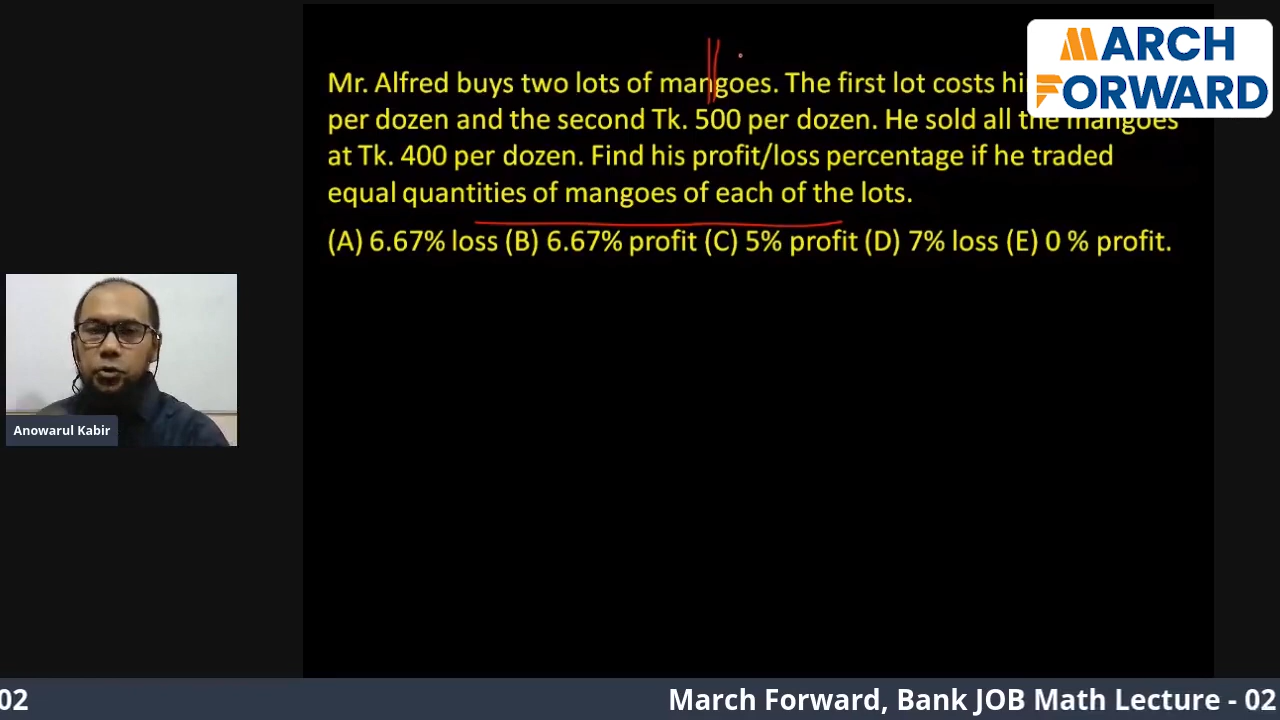 MARCH
FORWARD
Mr. Alfred buys two lots of mangoes. The first lot costs
per dozen and the second Tk. 500 per dozen. He sold all the mangoes
at Tk. 400 per dozen. Find his profit/loss percentage if he traded
equal quantities of mangoes of each of the lots.
(A) 6.67% loss (B) 6.67% profit (C) 5% profit (D) 7% loss (E) 0 % profit.
Anowarul Kabir
02
March Forward, Bank JOB Math Lecture - 02